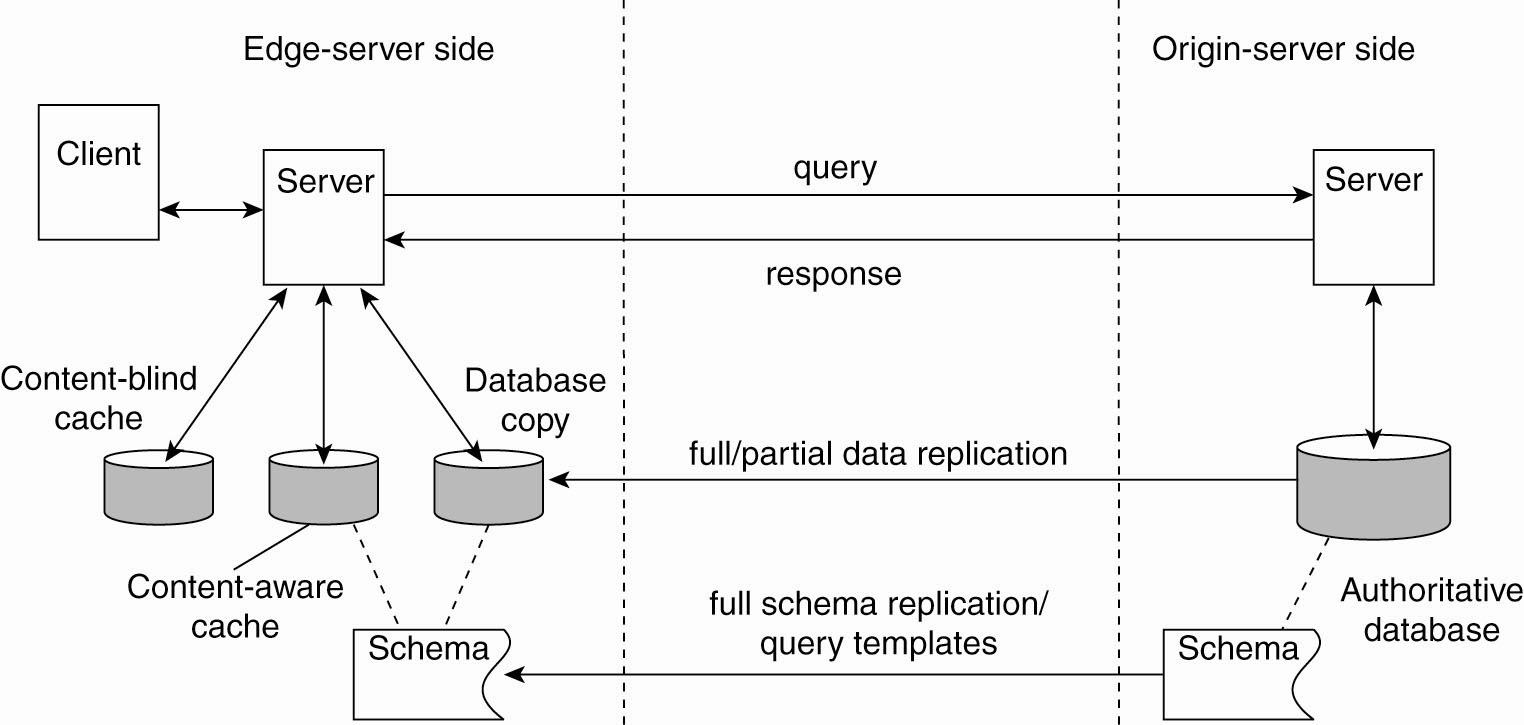 Edge-server side
Origin-server side
Client
Server
query
Server
response
Content-blind
cache
Database
copy
full/partial data replication
Content-aware
cache
full schema replication/
query templates
Authoritative
database
Schema
Schema